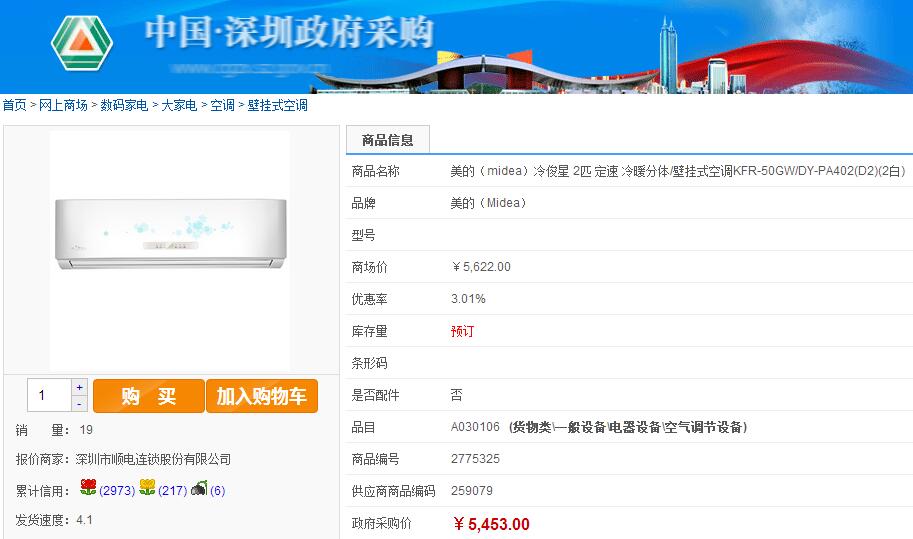 中国·深圳政府采购
首页 > 网上商场 > 数码家电 > 大家电 > 空调 > 壁挂式空调
商品信息
商品名称 美的（midea）冷俊星 2匹 定速 冷暖分体/壁挂式空调KFR-50GW/DY-PA402(D2)(2白)
品牌 美的（Midea）
型号
商场价 ￥5,622.00
优惠率 3.01%
库存量 预订
条形码
是否配件 否
品目 A030106 (货物类\一般设备\电器设备\空气调节设备)
商品编号 2775325
供应商商品编码 259079
政府采购价 ￥5,453.00
1 + - 购 买 加入购物车
销 量： 19
报价商家：深圳市顺电连锁股份有限公司
累计信用： (2973) (217) (6)
发货速度：4.1